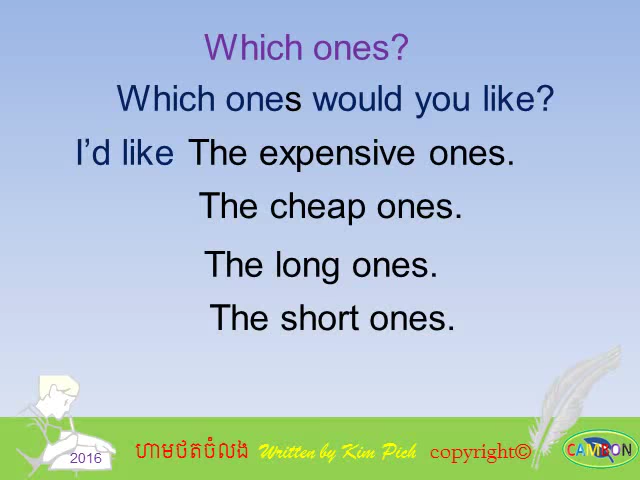 Which ones?
Which ones would you like?
I’d like The expensive ones.
The cheap ones.
The long ones.
The short ones.
2016 ហាមថតចំលង Written by Kim Pich copyright© CAMBON